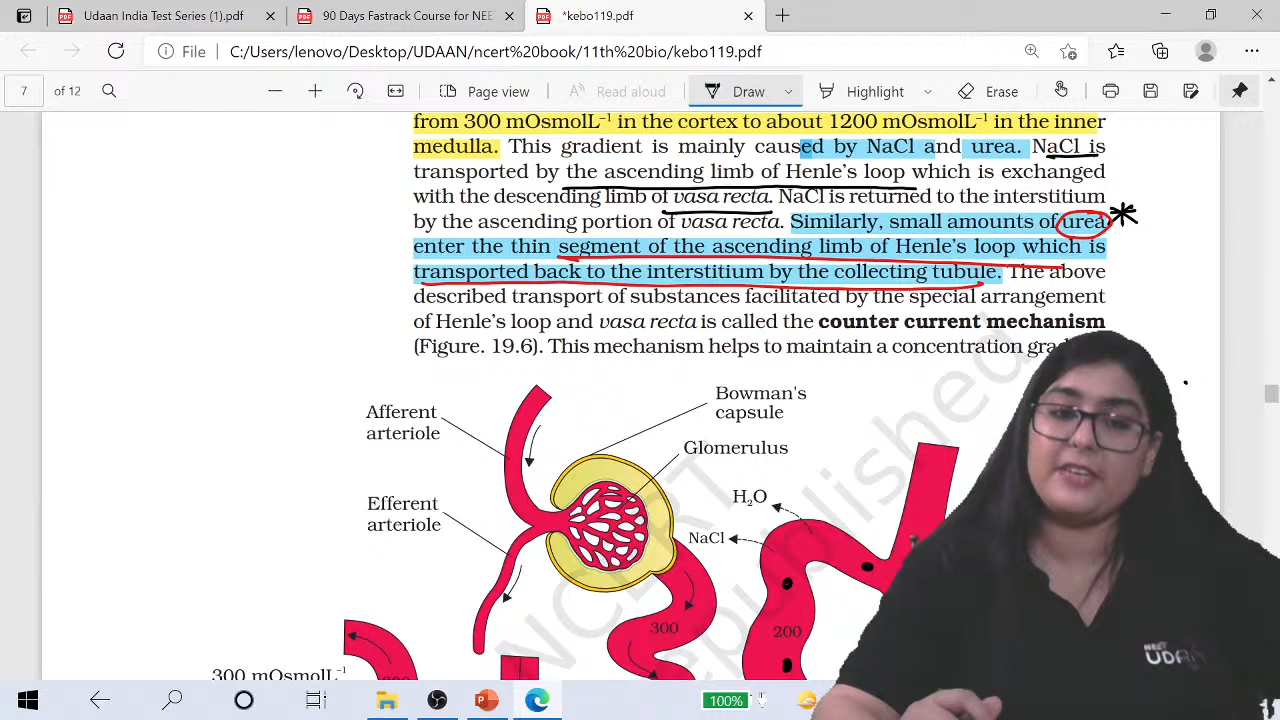 Udaan India Test Series (1).pdf
90 Days Fastrack Course for NEE
*kebo119.pdf
File
C:/Users/lenovo/Desktop/UDAAN/ncert%20book/11th%20bio/kebo119.pdf
7
of 12
Page view
Read aloud
Draw
Highlight
Erase
from 300 mOsmolL⁻¹ in the cortex to about 1200 mOsmolL⁻¹ in the inner
medulla. This gradient is mainly caused by NaCl and urea. NaCl is
transported by the ascending limb of Henle's loop which is exchanged
with the descending limb of vasa recta. NaCl is returned to the interstitium
by the ascending portion of vasa recta. Similarly, small amounts of urea
enter the thin segment of the ascending limb of Henle's loop which is
transported back to the interstitium by the collecting tubule. The above
described transport of substances facilitated by the special arrangement
of Henle's loop and vasa recta is called the counter current mechanism
(Figure. 19.6). This mechanism helps to maintain a concentration
Bowman's
capsule
Afferent
arteriole
Glomerulus
Efferent
arteriole
H₂O
NaCl
300
200
300 mOsmolL⁻¹
NCERT
republished
NEET
UDAAN
100%